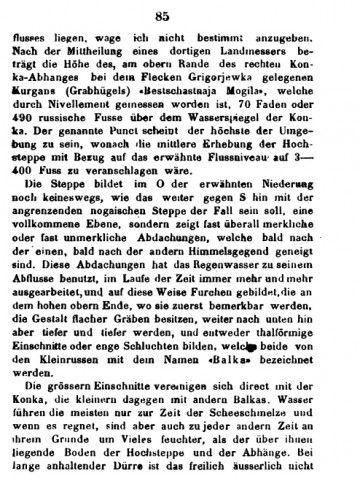 85
flusses liegen, wage ich nicht bestimmt anzugeben.
Nach der Mittheilung eines dortigen Landmessers be-
trägt die Höhe des, am obern Rande des rechten Kon-
ka-Abhanges bei dem Flecken Grigorjewka gelegenen
Kurgans (Grabhügels) «Bestschastnaja Mogila», welche
durch Nivellement gemessen worden ist, 70 Faden oder
490 russische Fusse über dem Wasserspiegel der Kon-
ka. Der genannte Punct scheint der höchste der Umge-
bung zu sein, wonach die mittlere Erhebung der Hoch-
steppe mit Bezug auf das erwähnte Flussniveau auf 3—
400 Fuss zu veranschlagen wäre.
Die Steppe bildet im O der erwähnten Niederung
noch keineswegs, wie das weiter gegen S hin mit der
angrenzenden nogaischen Steppe der Fall sein soll, eine
vollkommene Ebene, sondern zeigt fast überall merkliche
oder fast unmerkliche Abdachungen, welche bald nach
der einen, bald nach der andern Himmelsgegend geneigt
sind. Diese Abdachungen hat das Regenwasser zu seinem
Abflusse benutzt, im Laufe der Zeit immer mehr und mehr
ausgearbeitet, und auf diese Weise Furchen gebildet, die an
dem hohen obern Ende, wo sie zuerst bemerkbar werden,
die Gestalt flacher Gräben besitzen, weiter nach unten hin
aber tiefer und tiefer werden, und entweder thalförmige
Einschnitte oder enge Schluchten bilden, welche beide von
den Kleinrussen mit dem Namen «Balka» bezeichnet
werden.
Die grössern Einschnitte vereinigen sich direct mit der
Konka, die kleinern dagegen mit andern Balkas. Wasser
führen die meisten nur zur Zeit der Scheeschmelze und
wenn es regnet, sind aber auch zu jeder andern Zeit an
ihrem Grunde um Vieles feuchter, als der über ihnen
liegende Boden der Hochsteppe und der Abhänge. Bei
lange anhaltender Dürre ist das freilich äusserlich nicht